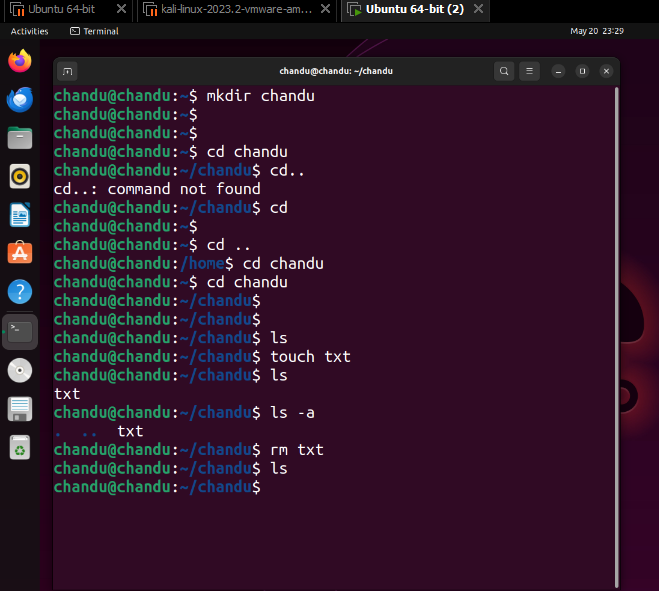 Ubuntu 64-bit
kali-linux-2023.2-vmware-am...
Ubuntu 64-bit (2)
Activities
Terminal
May 20 23:29
chandu@chandu: ~/chandu
chandu@chandu:~$ mkdir chandu
chandu@chandu:~$
chandu@chandu:~$
chandu@chandu:~$ cd chandu
chandu@chandu:~/chandu$ cd..
cd..: command not found
chandu@chandu:~/chandu$ cd
chandu@chandu:~$
chandu@chandu:~$ cd ..
chandu@chandu:/home$ cd chandu
chandu@chandu:~$ cd chandu
chandu@chandu:~/chandu$
chandu@chandu:~/chandu$
chandu@chandu:~/chandu$ ls
chandu@chandu:~/chandu$ touch txt
chandu@chandu:~/chandu$ ls
txt
chandu@chandu:~/chandu$ ls -a
.  ..  txt
chandu@chandu:~/chandu$ rm txt
chandu@chandu:~/chandu$ ls
chandu@chandu:~/chandu$